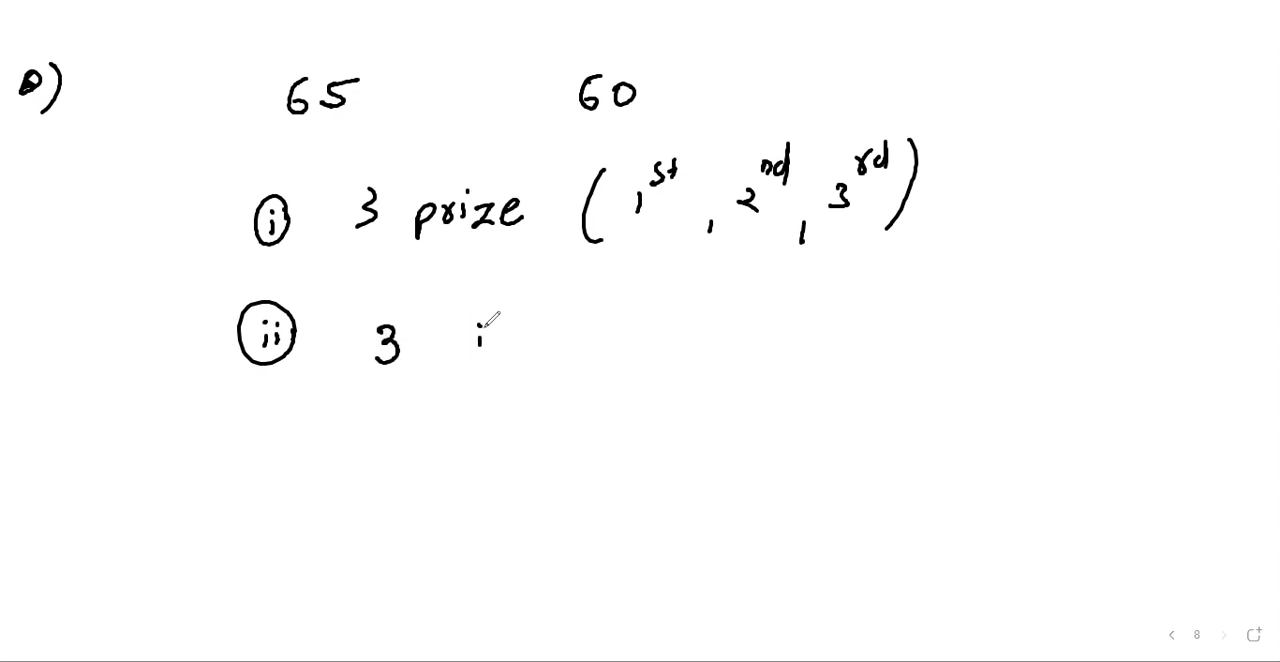 65 60
(i) 3 prize (1st, 2nd, 3rd)
(ii) 3 i
8